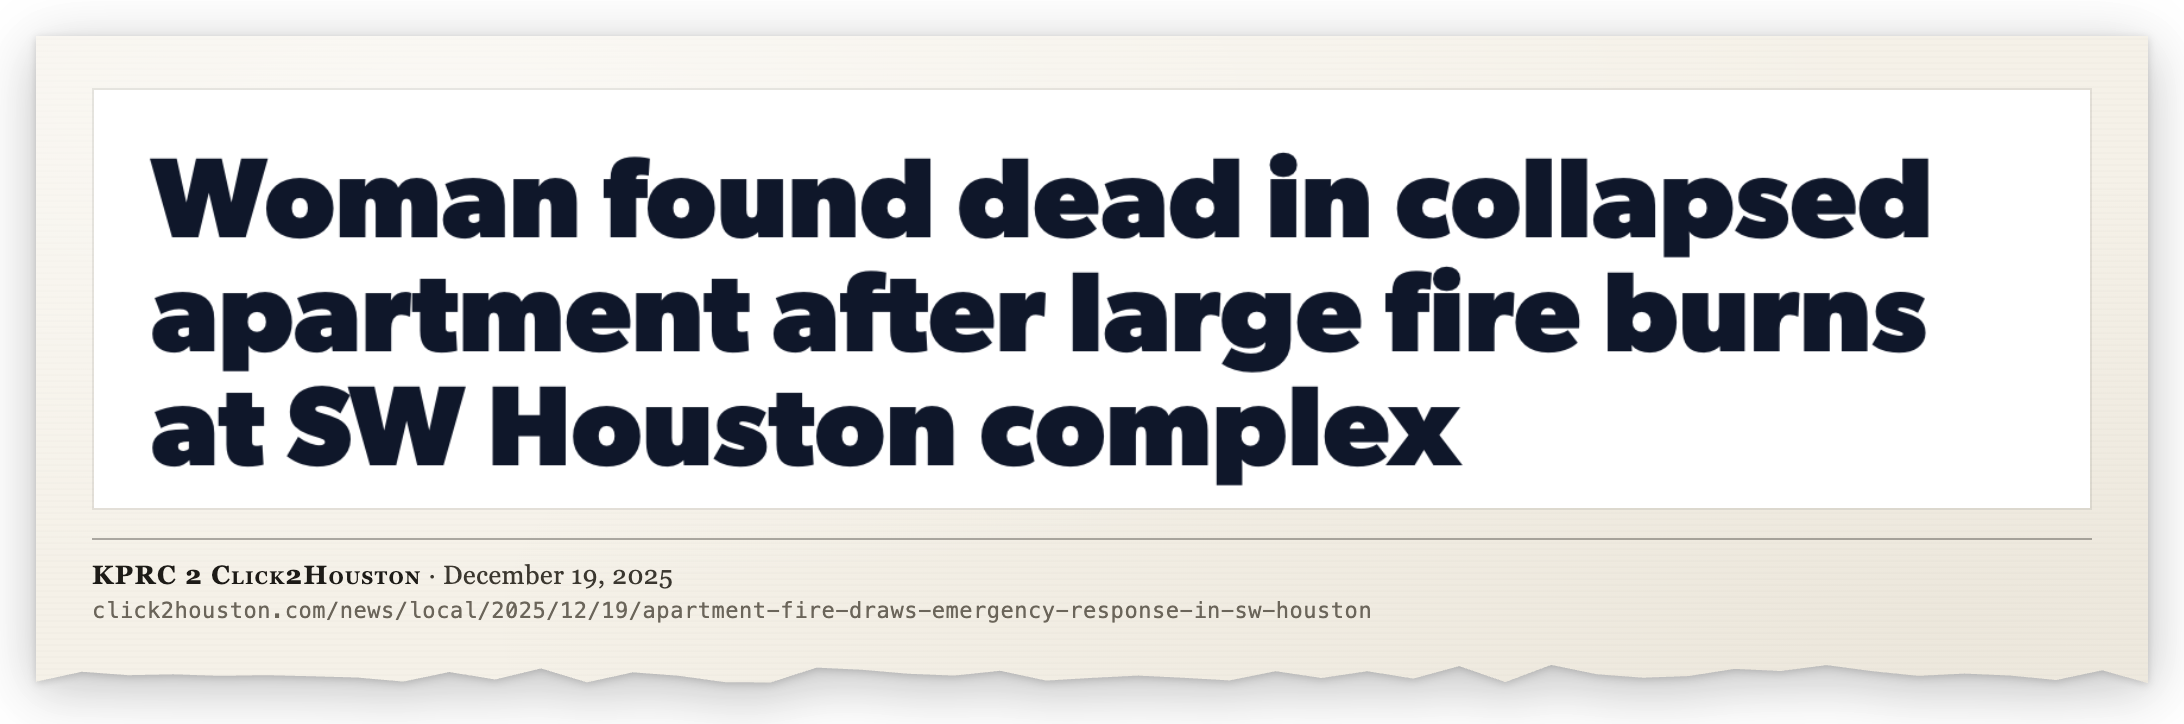 Woman found dead in collapsed
apartment after large fire burns
at SW Houston complex
KPRC 2 Click2Houston · December 19, 2025
click2houston.com/news/local/2025/12/19/apartment-fire-draws-emergency-response-in-sw-houston